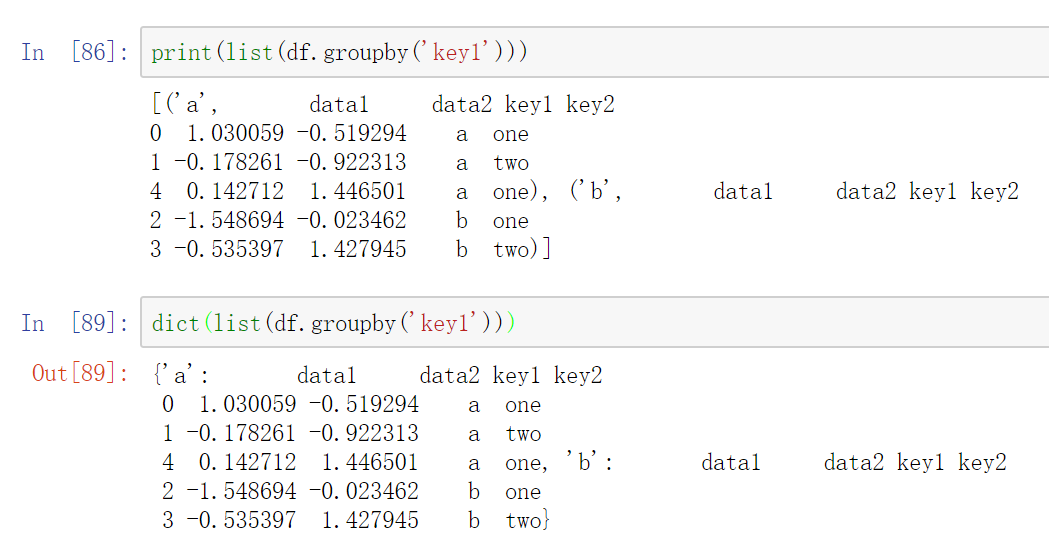 In [86]: print(list(df.groupby('key1')))
[('a',       data1     data2 key1 key2
0  1.030059 -0.519294    a  one
1 -0.178261 -0.922313    a  two
4  0.142712  1.446501    a  one), ('b',       data1     data2 key1 key2
2 -1.548694 -0.023462    b  one
3 -0.535397  1.427945    b  two)]
In [89]: dict(list(df.groupby('key1')))
Out[89]: {'a':       data1     data2 key1 key2
0  1.030059 -0.519294    a  one
1 -0.178261 -0.922313    a  two
4  0.142712  1.446501    a  one, 'b':       data1     data2 key1 key2
2 -1.548694 -0.023462    b  one
3 -0.535397  1.427945    b  two}